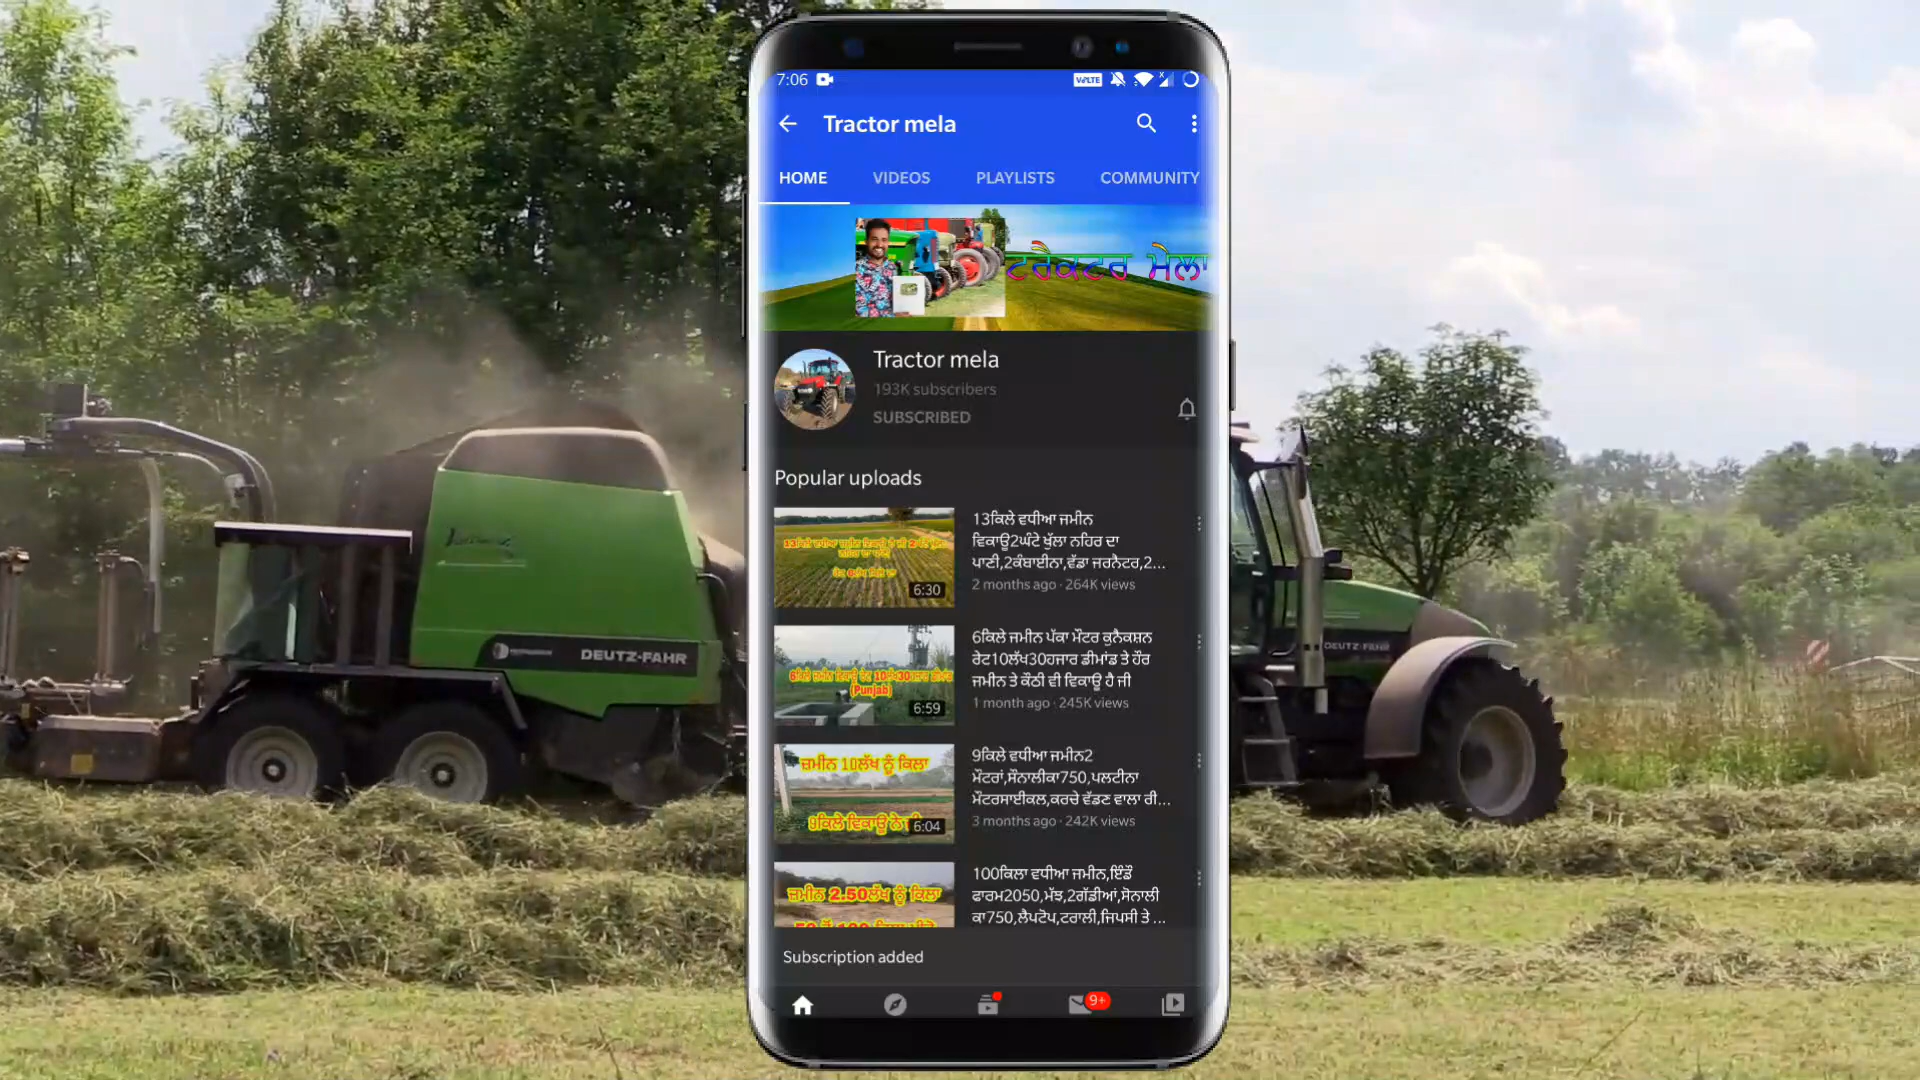 7:06
VoLTE
Tractor mela
HOME VIDEOS PLAYLISTS COMMUNITY
ਟਰੈਕਟਰ ਮੇਲਾ
Tractor mela
193K subscribers
SUBSCRIBED
Popular uploads
13ਕਿਲੇ ਵਧੀਆ ਜਮੀਨ
ਵਿਕਾਊ2ਘੰਟੇ ਖੁੱਲਾ ਨਹਿਰ ਦਾ
ਪਾਣੀ,2ਕੰਬਾਈਨਾ,ਵੱਡਾ ਜਰਨੈਟਰ,2...
2 months ago · 264K views
6:30
6ਕਿਲੇ ਜਮੀਨ ਪੱਕਾ ਮੌਟਰ ਕੁਨੈਕਸ਼ਨ
ਰੇਟ10ਲੱਖ30ਹਜਾਰ ਡੀਮਾਂਡ ਤੇ ਹੌਰ
ਜਮੀਨ ਤੇ ਕੌਠੀ ਵੀ ਵਿਕਾਊ ਹੈ ਜੀ
1 month ago · 245K views
(Punjab)
6:59
9ਕਿਲੇ ਵਧੀਆ ਜਮੀਨ2
ਮੌਟਰਾਂ,ਸੌਨਾਲੀਕਾ750,ਪਲਟੀਨਾ
ਮੌਟਰਸਾਈਕਲ,ਕਰਚੇ ਵੱਡਣ ਵਾਲਾ ਰੀ...
3 months ago · 242K views
ਜ਼ਮੀਨ 10ਲੱਖ ਨੂੰ ਕਿਲਾ
9ਕਿਲੇ ਵਿਕਾਊ ਨੇ
6:04
100ਕਿਲਾ ਵਧੀਆ ਜਮੀਨ,ਇੰਡੌ
ਫਾਰਮ2050,ਮੱਝ,2ਗੱਡੀਆਂ,ਸੋਨਾਲੀ
ਕਾ750,ਲੈਪਟੋਪ,ਟਰਾਲੀ,ਜਿਪਸੀ ਤੇ ...
ਜ਼ਮੀਨ 2.50ਲੱਖ ਨੂੰ ਕਿਲਾ
Subscription added
9+
DEUTZ-FAHR
DEUTZ-FAHR